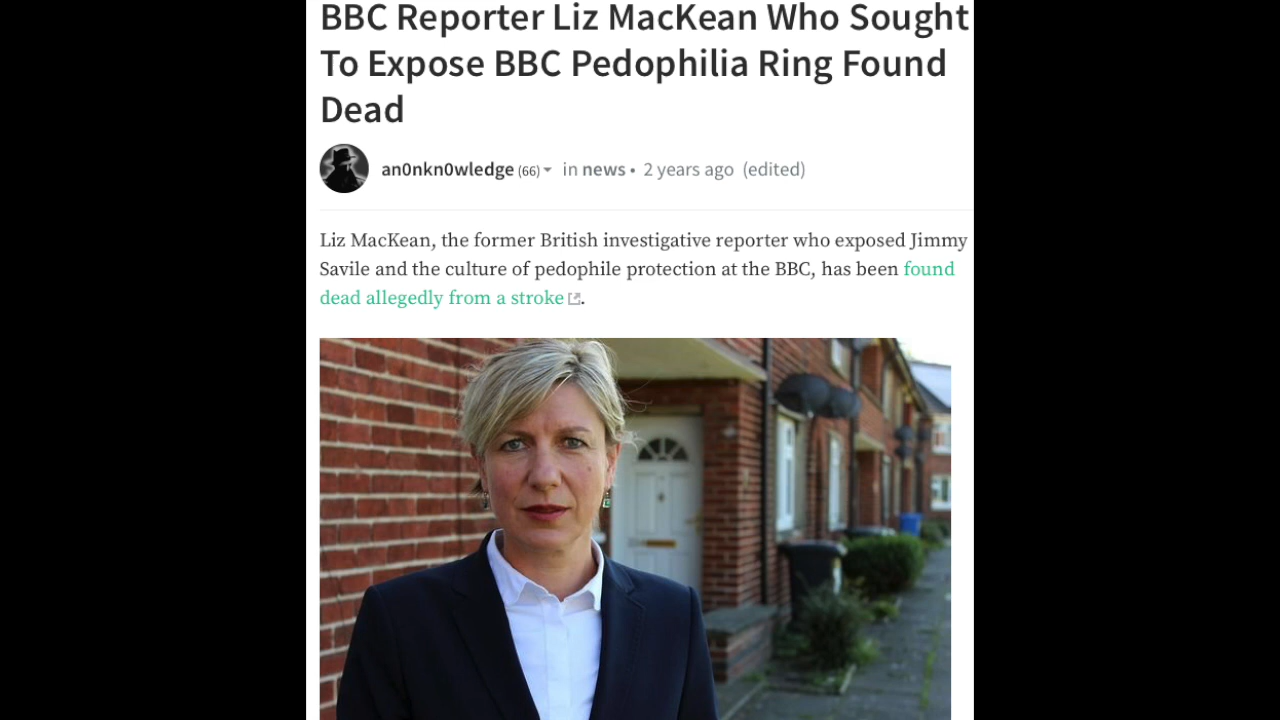 BBC Reporter Liz MacKean Who Sought
To Expose BBC Pedophilia Ring Found
Dead
an0nkn0wledge (66) in news • 2 years ago (edited)
Liz MacKean, the former British investigative reporter who exposed Jimmy
Savile and the culture of pedophile protection at the BBC, has been found
dead allegedly from a stroke.